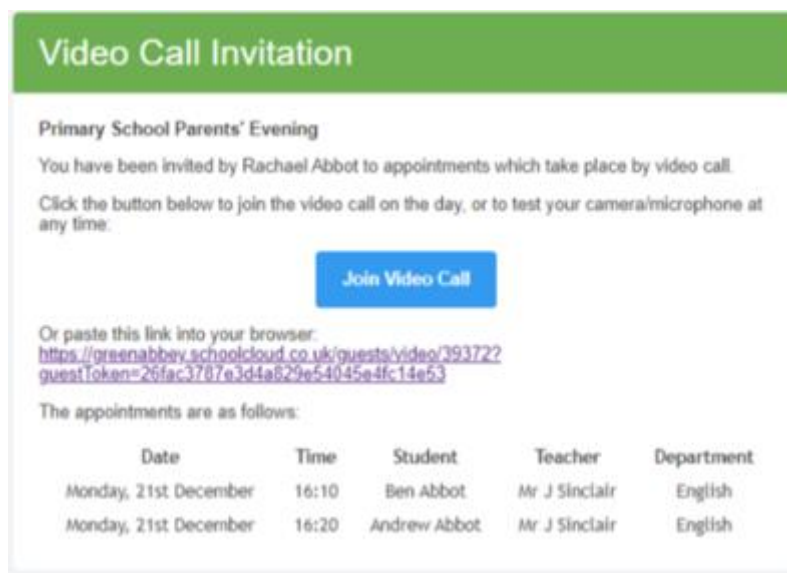 Video Call Invitation
Primary School Parents' Evening
You have been invited by Rachael Abbot to appointments which take place by video call.
Click the button below to join the video call on the day, or to test your camera/microphone at
any time:
Join Video Call
Or paste this link into your browser:
https://greenabbey.schoolcloud.co.uk/guests/video/39372?
guestToken=26fac3787e3d4a829e54045e4fc14e53
The appointments are as follows:
Date Time Student Teacher Department
Monday, 21st December 16:10 Ben Abbot Mr J Sinclair English
Monday, 21st December 16:20 Andrew Abbot Mr J Sinclair English